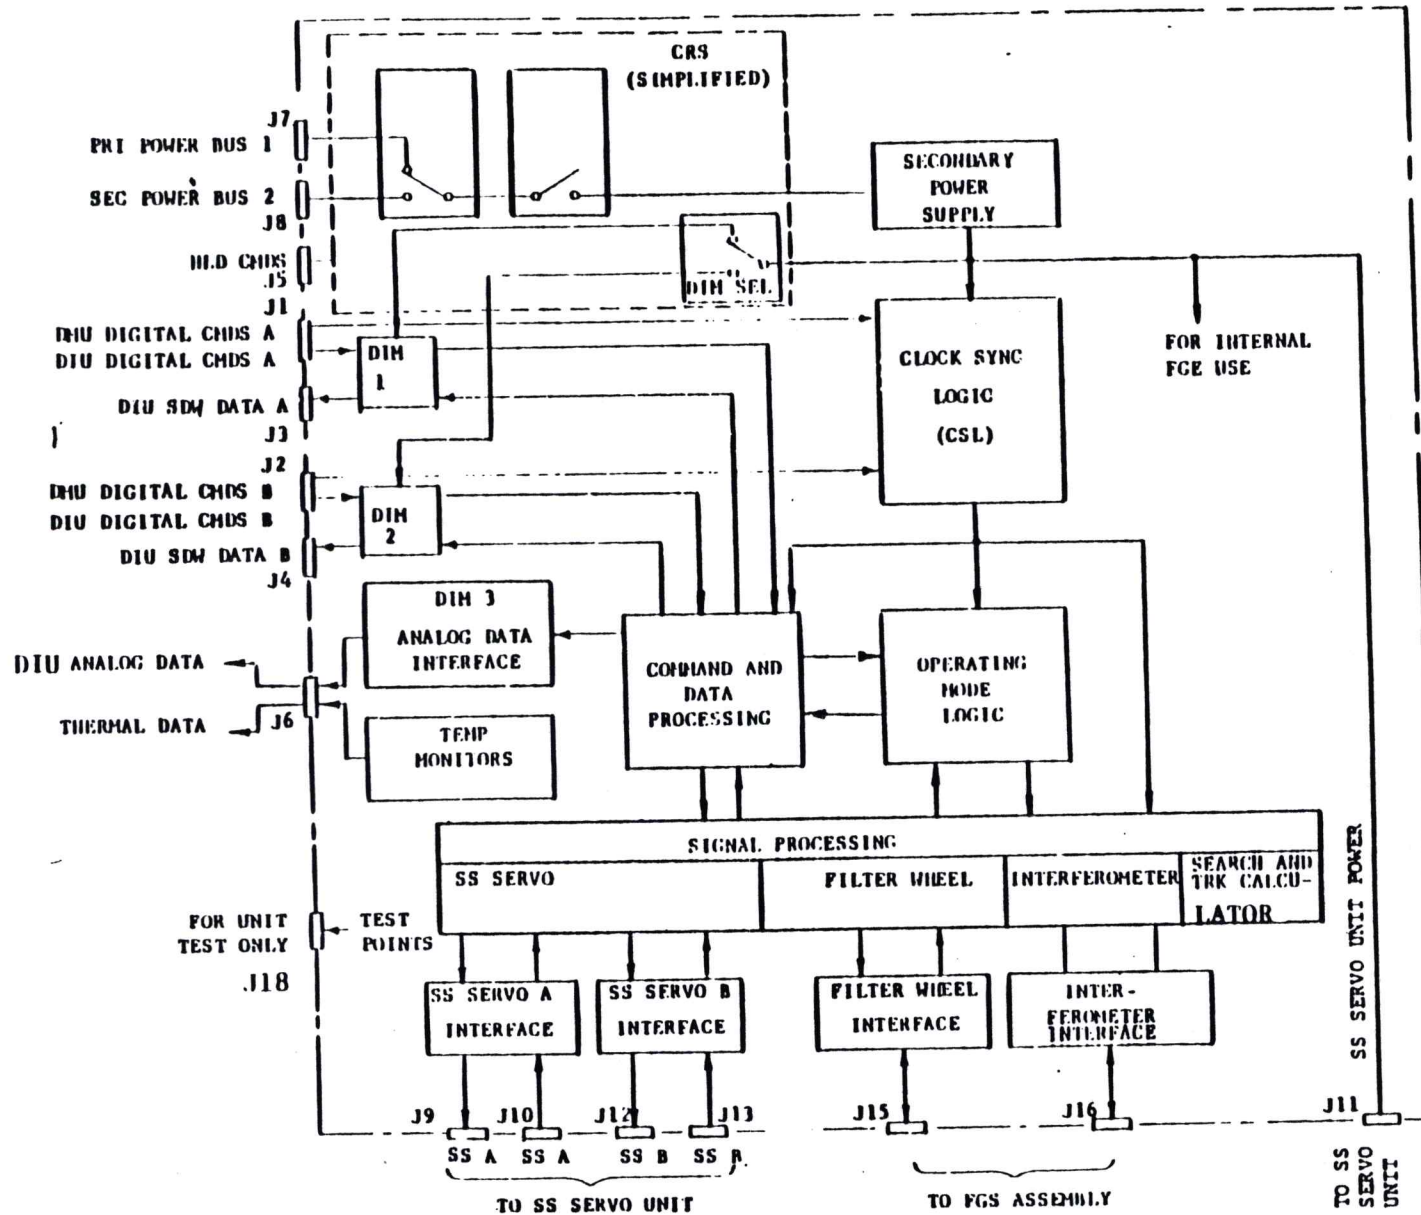 CRS
(SIMPLIFIED)
J7
PRI POWER BUS 1
SEC POWER BUS 2
J8
SECONDARY
POWER
SUPPLY
HLD CMDS
J5
DIM SEL
J1
DMU DIGITAL CMDS A
DIU DIGITAL CMDS A
DIM
1
DIU SDW DATA A
J3
CLOCK SYNC
LOGIC
(CSL)
FOR INTERNAL
FGE USE
J2
DMU DIGITAL CMDS B
DIU DIGITAL CMDS B
DIM
2
DIU SDW DATA B
J4
DIM 3
ANALOG DATA
INTERFACE
DIU ANALOG DATA
THERMAL DATA
J6
TEMP
MONITORS
COMMAND AND
DATA
PROCESSING
OPERATING
MODE
LOGIC
SIGNAL PROCESSING
SS SERVO
FILTER WHEEL
INTERFEROMETER
SEARCH AND
TRK CALCU-
LATOR
FOR UNIT
TEST ONLY
J18
TEST
POINTS
SS SERVO A
INTERFACE
SS SERVO B
INTERFACE
FILTER WHEEL
INTERFACE
INTER-
FEROMETER
INTERFACE
SS SERVO UNIT POWER
J9
J10
J12
J13
J15
J16
J11
SS A
SS A
SS B
SS B
TO SS SERVO UNIT
TO FGS ASSEMBLY
TO SS
SERVO
UNIT